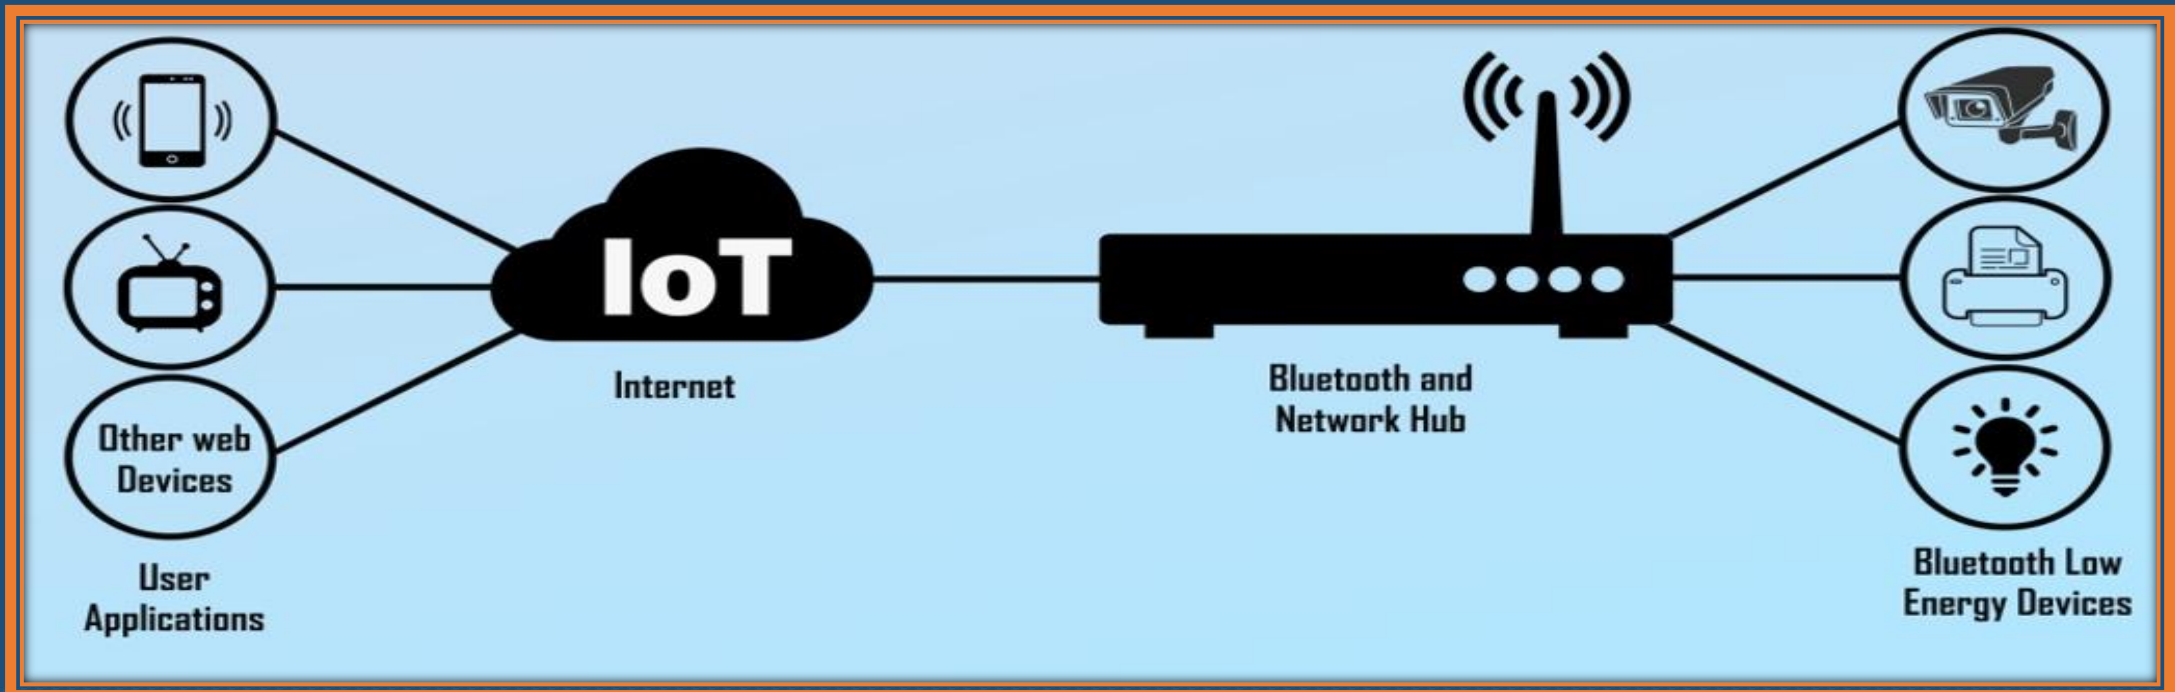 Other web
Devices
User
Applications
IoT
Internet
Bluetooth and
Network Hub
Bluetooth Low
Energy Devices